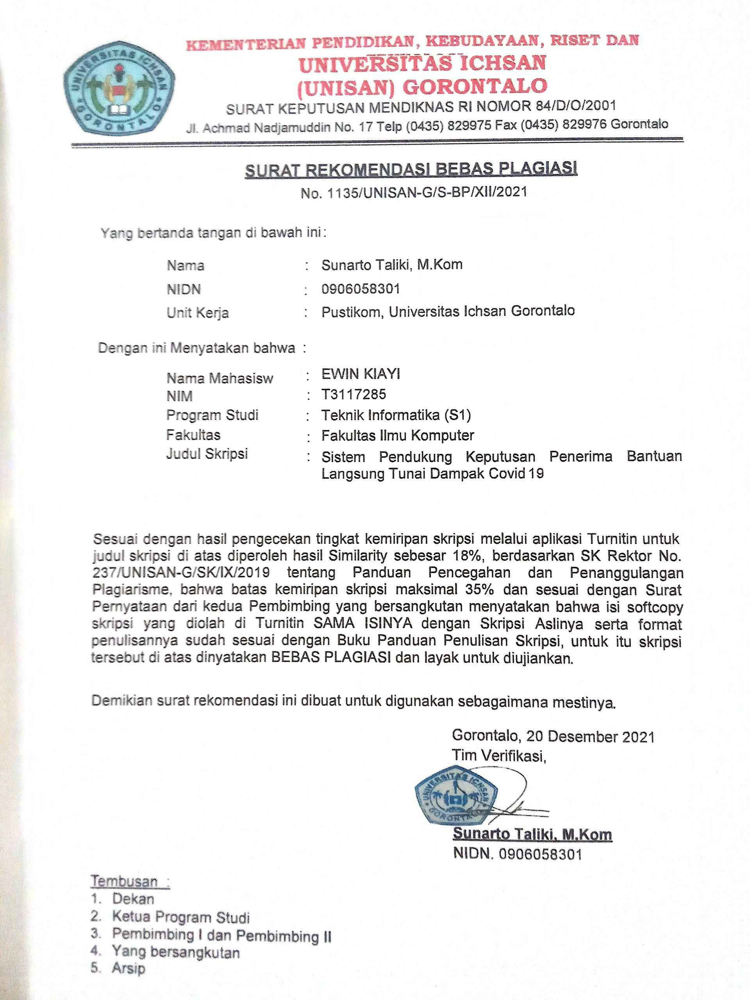 KEMENTERIAN PENDIDIKAN, KEBUDAYAAN, RISET DAN
UNIVERSITAS ICHSAN
(UNISAN) GORONTALO
SURAT KEPUTUSAN MENDIKNAS RI NOMOR 84/D/O/2001
Jl. Achmad Nadjamuddin No. 17 Telp (0435) 829975 Fax (0435) 829976 Gorontalo
UNIVERSITAS ICHSAN
GORONTALO
SURAT REKOMENDASI BEBAS PLAGIASI
No. 1135/UNISAN-G/S-BP/XII/2021
Yang bertanda tangan di bawah ini :
Nama : Sunarto Taliki, M.Kom
NIDN : 0906058301
Unit Kerja : Pustikom, Universitas Ichsan Gorontalo
Dengan ini Menyatakan bahwa :
Nama Mahasisw : EWIN KIAYI
NIM : T3117285
Program Studi : Teknik Informatika (S1)
Fakultas : Fakultas Ilmu Komputer
Judul Skripsi : Sistem Pendukung Keputusan Penerima Bantuan
Langsung Tunai Dampak Covid 19
Sesuai dengan hasil pengecekan tingkat kemiripan skripsi melalui aplikasi Turnitin untuk
judul skripsi di atas diperoleh hasil Similarity sebesar 18%, berdasarkan SK Rektor No.
237/UNISAN-G/SK/IX/2019 tentang Panduan Pencegahan dan Penanggulangan
Plagiarisme, bahwa batas kemiripan skripsi maksimal 35% dan sesuai dengan Surat
Pernyataan dari kedua Pembimbing yang bersangkutan menyatakan bahwa isi softcopy
skripsi yang diolah di Turnitin SAMA ISINYA dengan Skripsi Aslinya serta format
penulisannya sudah sesuai dengan Buku Panduan Penulisan Skripsi, untuk itu skripsi
tersebut di atas dinyatakan BEBAS PLAGIASI dan layak untuk diujiankan.
Demikian surat rekomendasi ini dibuat untuk digunakan sebagaimana mestinya.
Gorontalo, 20 Desember 2021
Tim Verifikasi,
UNIVERSITAS ICHSAN
GORONTALO
Sunarto Taliki, M.Kom
NIDN. 0906058301
Tembusan :
1. Dekan
2. Ketua Program Studi
3. Pembimbing I dan Pembimbing II
4. Yang bersangkutan
5. Arsip